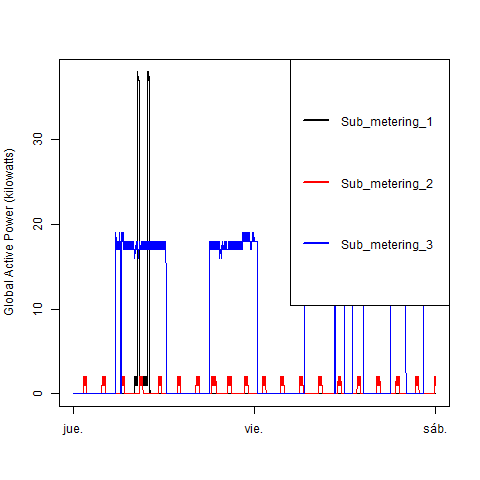 Global Active Power (kilowatts)
30
20
10
0
Sub_metering_1
Sub_metering_2
Sub_metering_3
jue.
vie.
sáb.